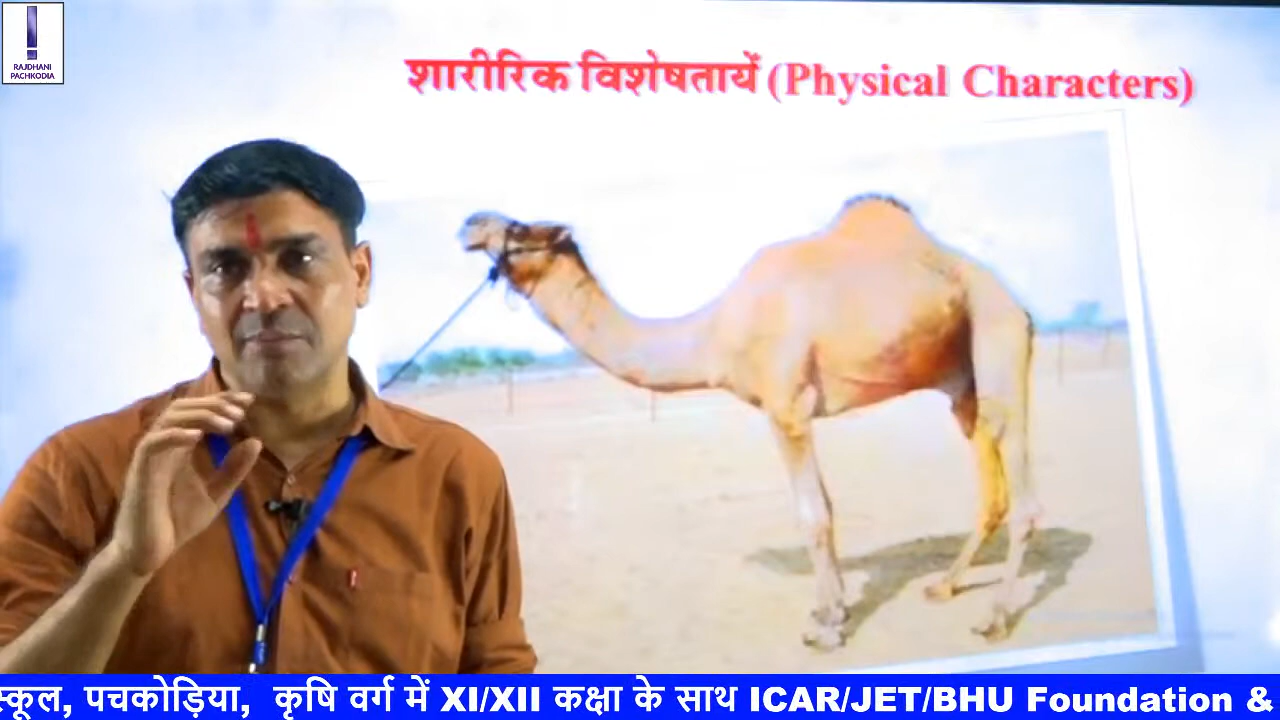 RAJDHANI
PACHKODIA
शारीरिक विशेषतायें (Physical Characters)
स्कूल, पचकोड़िया, कृषि वर्ग में XI/XII कक्षा के साथ ICAR/JET/BHU Foundation &